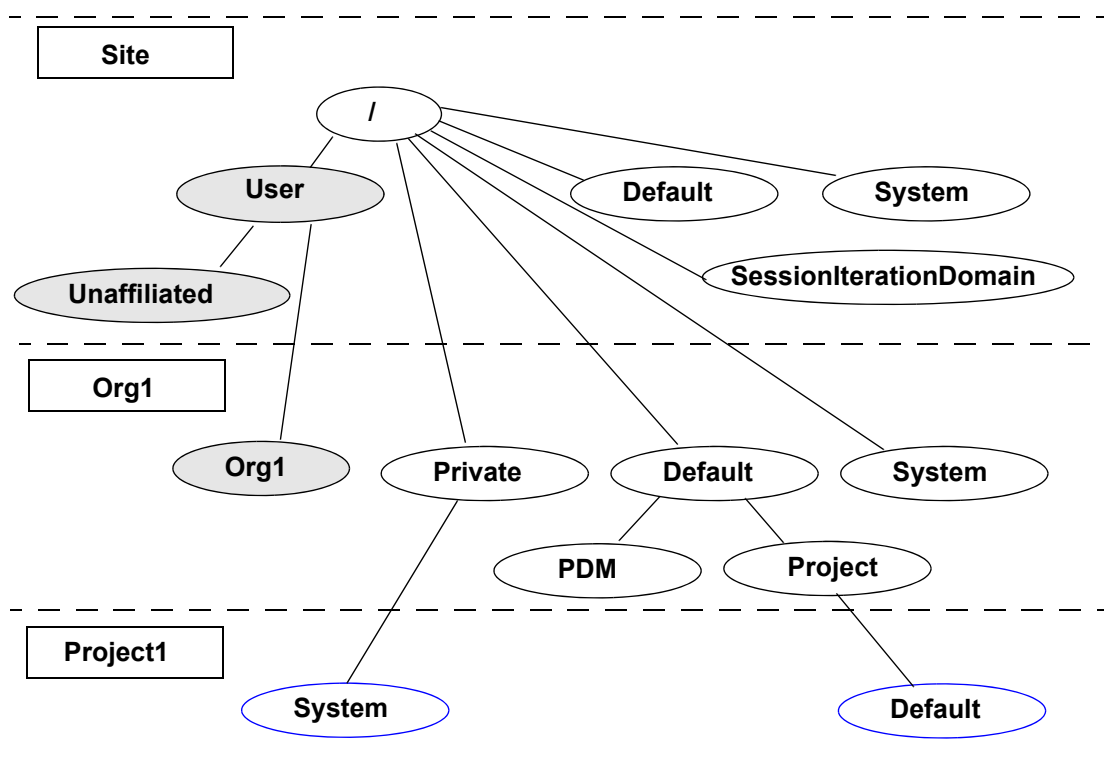 Site
/
User
Default
System
Unaffiliated
SessionIterationDomain
Org1
Org1
Private
Default
System
PDM
Project
Project1
System
Default